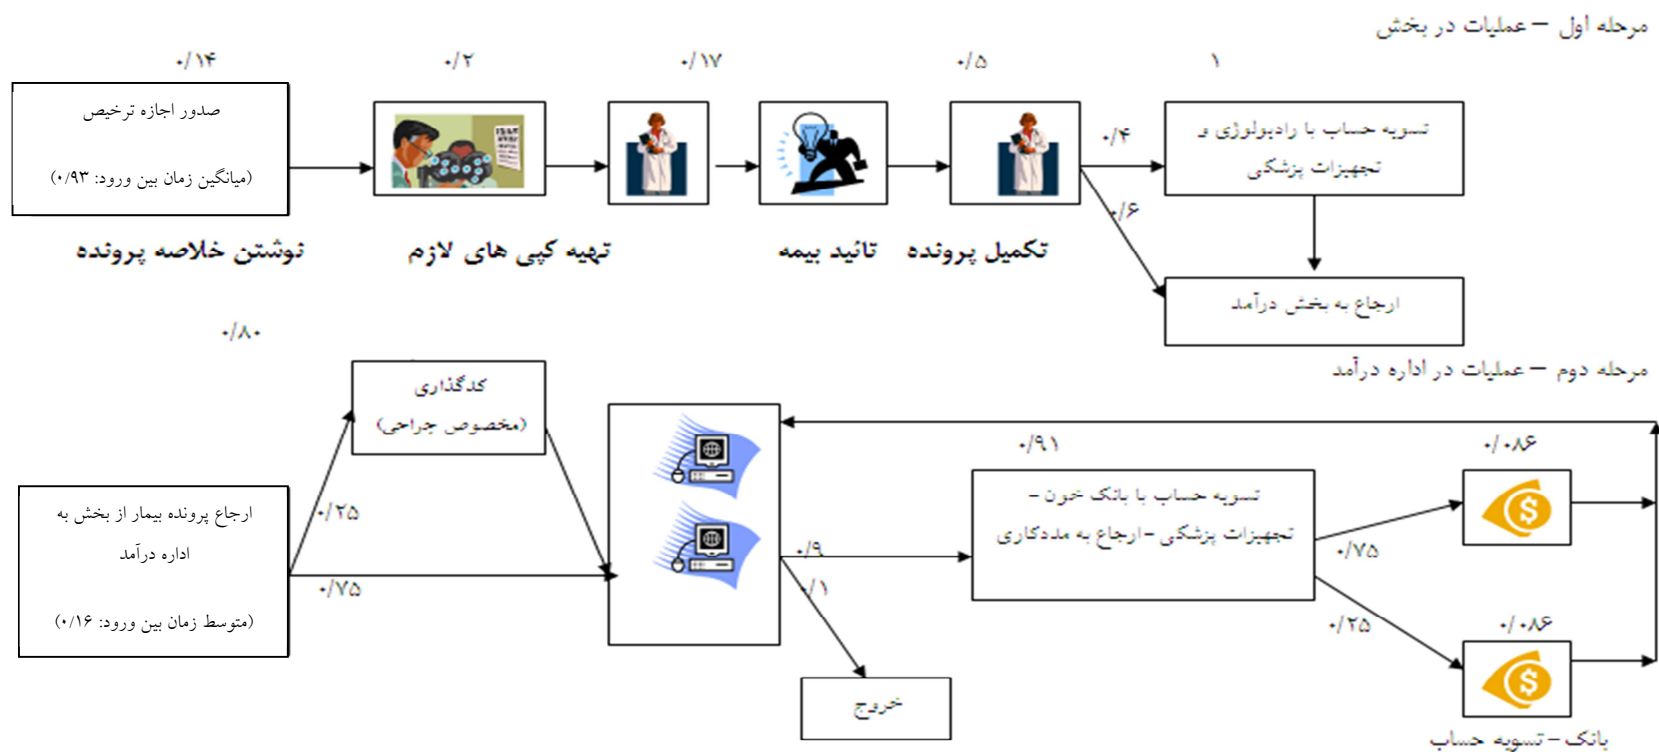 مرحله اول – عملیات در بخش
۰/۱۴
۰/۲
۰/۱۷
۰/۵
۱
صدور اجازه ترخیص
(میانگین زمان بین ورود: ۰/۹۳)
۰/۴
۰/۶
تسویه حساب با رادیولوژی و
تجهیزات پزشکی
نوشتن خلاصه پرونده
تهیه کپی های لازم
تائید بیمه
تکمیل پرونده
ارجاع به بخش درآمد
مرحله دوم – عملیات در اداره درآمد
۰/۸۰
کدگذاری
(مخصوص جراحی)
ارجاع پرونده بیمار از بخش به
اداره درآمد
(متوسط زمان بین ورود: ۰/۱۶)
۰/۲۵
۰/۷۵
۰/۹
۰/۱
خروج
۰/۹۱
تسویه حساب با بانک خون –
تجهیزات پزشکی – ارجاع به مددکاری
۰/۷۵
۰/۲۵
۰/۰۸۶
۰/۰۸۶
بانک – تسویه حساب